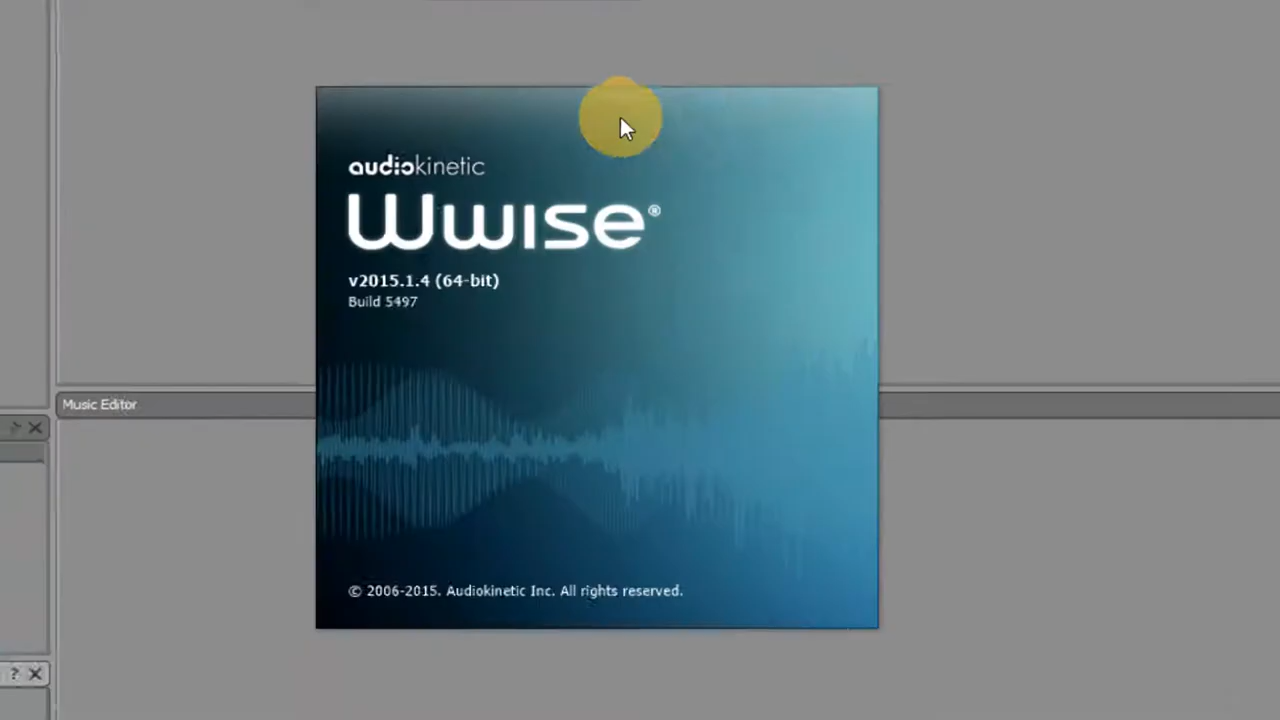 audiokinetic
Wwise®
v2015.1.4 (64-bit)
Build 5497
Music Editor
© 2006-2015. Audiokinetic Inc. All rights reserved.
?